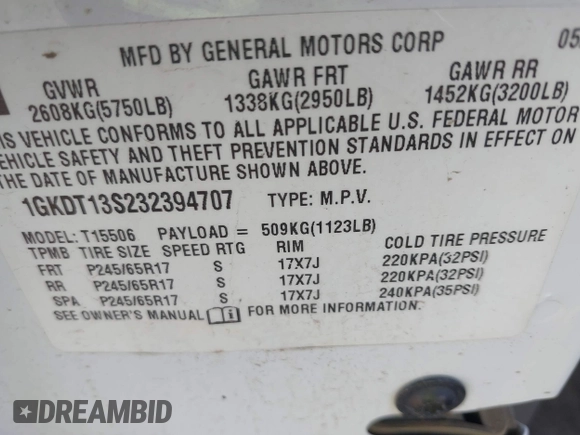 MFD BY GENERAL MOTORS CORP 05
GVWR GAWR FRT GAWR RR
2608KG(5750LB) 1338KG(2950LB) 1452KG(3200LB)
IS VEHICLE CONFORMS TO ALL APPLICABLE U.S. FEDERAL MOTOR
EHICLE SAFETY AND THEFT PREVENTION STANDARDS IN EFFECT ON
THE DATE OF MANUFACTURE SHOWN ABOVE.
1GKDT13S232394707 TYPE: M.P.V.
MODEL: T15506 PAYLOAD = 509KG(1123LB)
TPMB TIRE SIZE SPEED RTG RIM COLD TIRE PRESSURE
FRT P245/65R17 S 17X7J 220KPA(32PSI)
RR P245/65R17 S 17X7J 220KPA(32PSI)
SPA P245/65R17 S 17X7J 240KPA(35PSI)
SEE OWNER'S MANUAL i FOR MORE INFORMATION.
DREAMBID